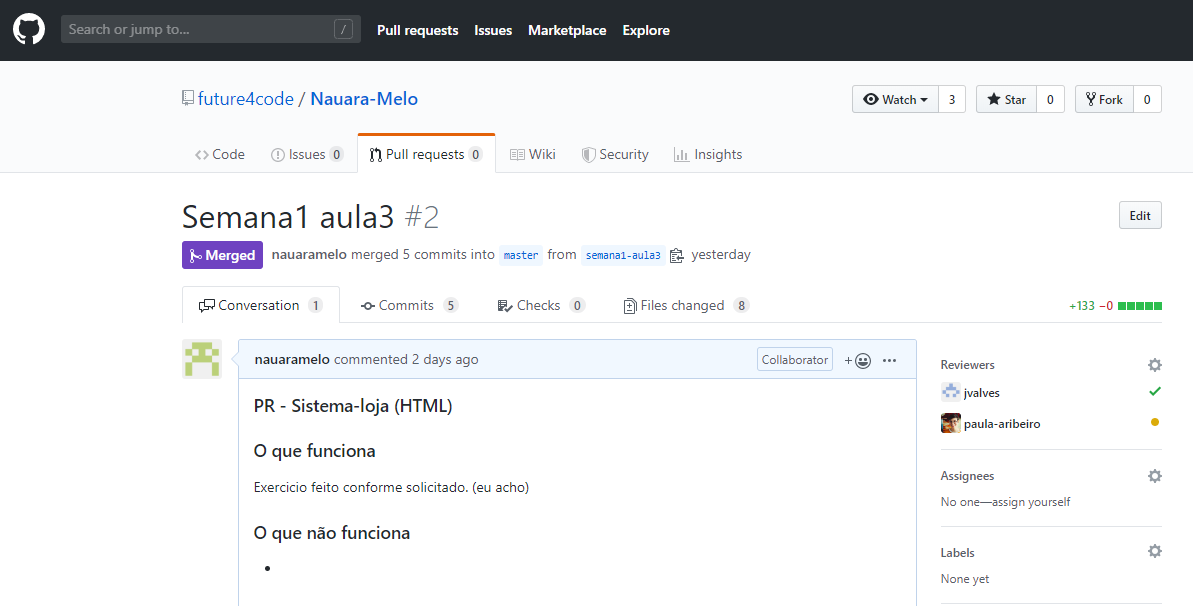 Search or jump to... / Pull requests Issues Marketplace Explore
future4code / Nauara-Melo Watch 3 Star 0 Fork 0
Code Issues 0 Pull requests 0 Wiki Security Insights
Semana1 aula3 #2 Edit
Merged nauaramelo merged 5 commits into master from semana1-aula3 yesterday
Conversation 1 Commits 5 Checks 0 Files changed 8 +133 −0
nauaramelo commented 2 days ago Collaborator + ...
PR - Sistema-loja (HTML)
O que funciona
Exercicio feito conforme solicitado. (eu acho)
O que não funciona
•
Reviewers
jvalves
paula-aribeiro
Assignees
No one—assign yourself
Labels
None yet